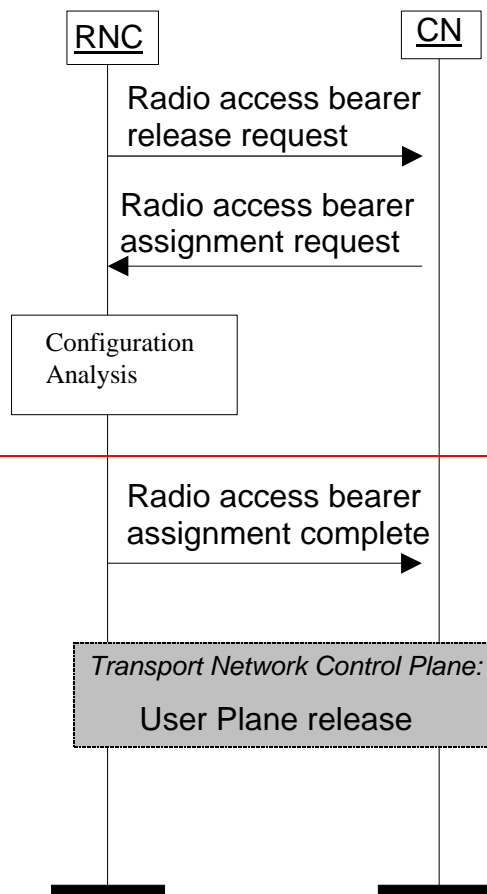 RNC
CN
Radio access bearer
release request
Radio access bearer
assignment request
Configuration
Analysis
Radio access bearer
assignment complete
Transport Network Control Plane:
User Plane release